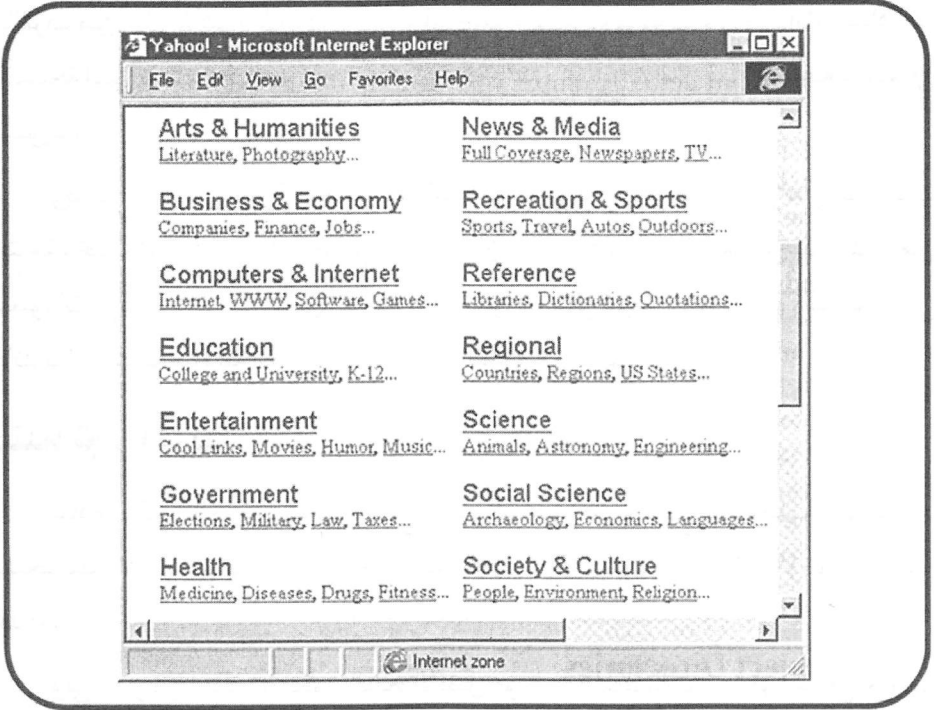 Yahoo! - Microsoft Internet Explorer
File Edit View Go Favorites Help
Arts & Humanities
Literature, Photography...
Business & Economy
Companies, Finance, Jobs...
Computers & Internet
Internet, WWW, Software, Games...
Education
College and University, K-12...
Entertainment
Cool Links, Movies, Humor, Music...
Government
Elections, Military, Law, Taxes...
Health
Medicine, Diseases, Drugs, Fitness...
News & Media
Full Coverage, Newspapers, TV...
Recreation & Sports
Sports, Travel, Autos, Outdoors...
Reference
Libraries, Dictionaries, Quotations...
Regional
Countries, Regions, US States...
Science
Animals, Astronomy, Engineering...
Social Science
Archaeology, Economics, Languages...
Society & Culture
People, Environment, Religion...
Internet zone